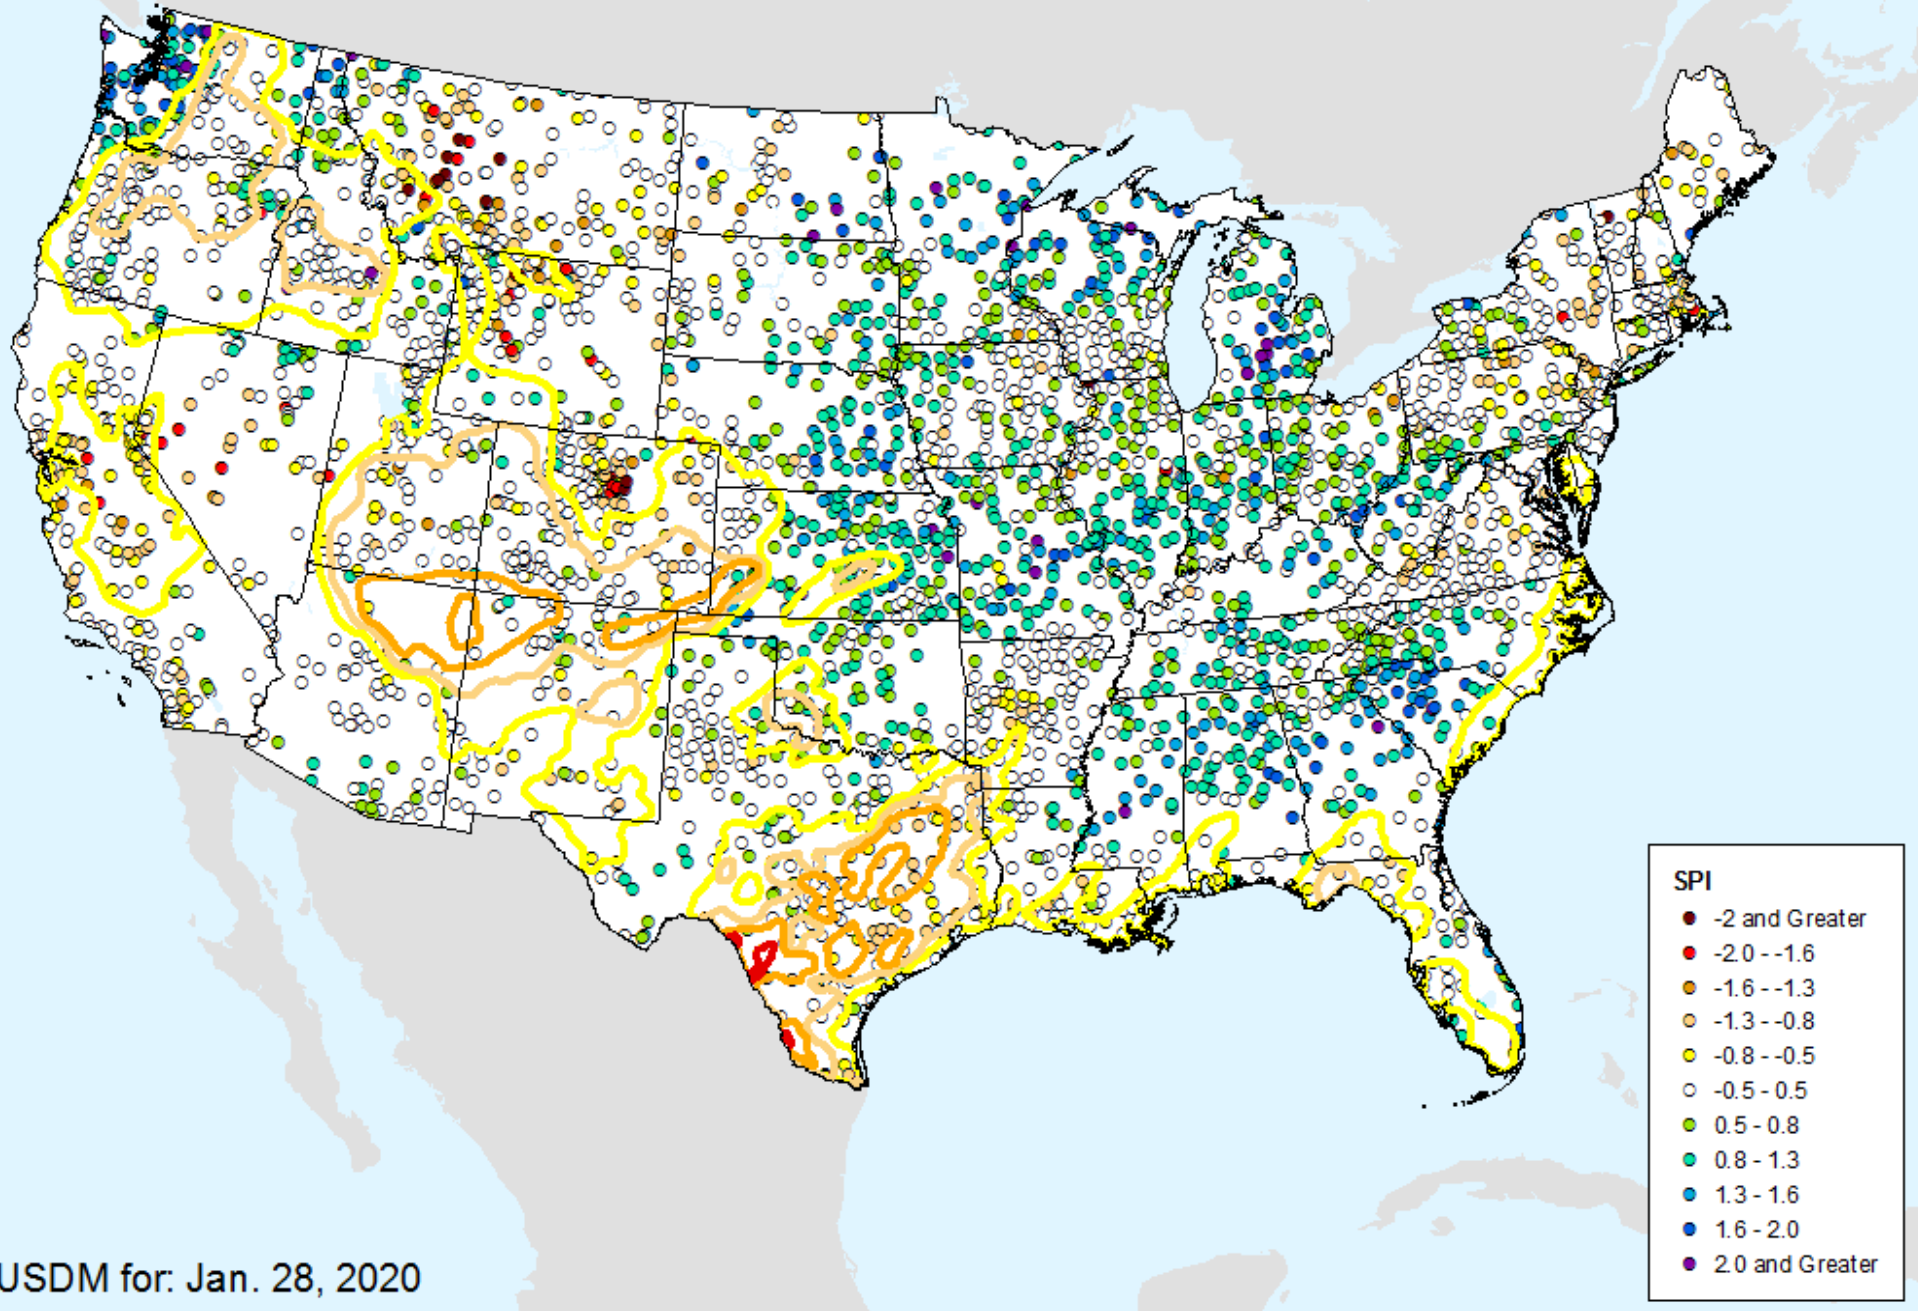 SPI
-2 and Greater
-2.0 - -1.6
-1.6 - -1.3
-1.3 - -0.8
-0.8 - -0.5
-0.5 - 0.5
0.5 - 0.8
0.8 - 1.3
1.3 - 1.6
1.6 - 2.0
2.0 and Greater
USDM for: Jan. 28, 2020